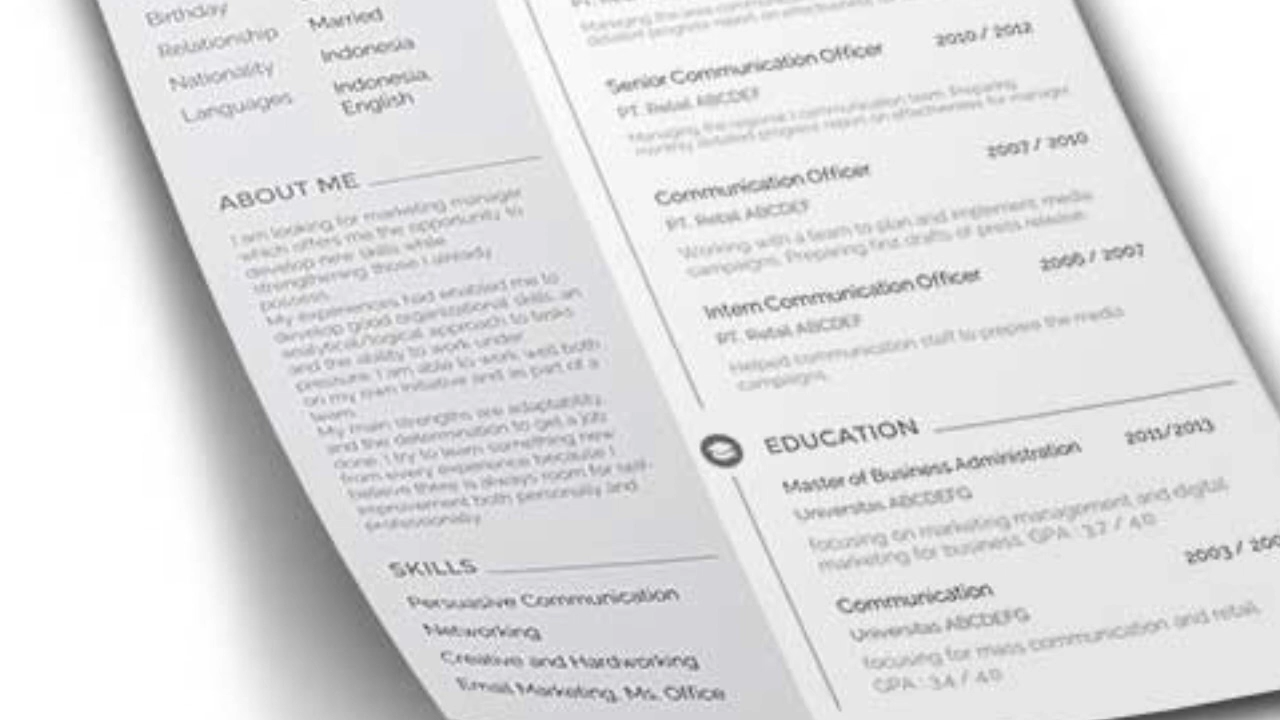 Birthday
Relationship Married
Nationality Indonesia
Languages Indonesia,
English
ABOUT ME
I am looking for marketing manager
which offers me the opportunity to
develop new skills while
strengthening those I already
possess.
My experiences had enabled me to
develop good organizational skills, an
analytical/logical approach to tasks
and the ability to work under
pressure. I am able to work well both
on my own initiative and as part of a
team.
My main strengths are adaptability
and the determination to get a job
done. I try to learn something new
from every experience because I
believe there is always room for self-
improvement both personally and
professionally.
SKILLS
Persuasive Communication
Networking
Creative and Hardworking
Email Marketing, Ms. Office
detailed progress report on effectiveness
Senior Communication Officer 2010 / 2012
PT. Retail ABCDEF
Managing the regional communication team. Preparing
monthly detailed progress report on effectiveness for manager.
Communication Officer 2007 / 2010
PT. Retail ABCDEF
Working with a team to plan and implement media
campaigns. Preparing first drafts of press release.
Intern Communication Officer 2006 / 2007
PT. Retail ABCDEF
Helped communication staff to prepare the media
campaigns.
EDUCATION
Master of Business Administration 2011/2013
Universitas ABCDEFG
focusing on marketing management and digital
marketing for business. GPA : 3.7 / 4.0
Communication 2003 / 200
Universitas ABCDEFG
focusing for mass communication and retail.
GPA : 3.4 / 4.0